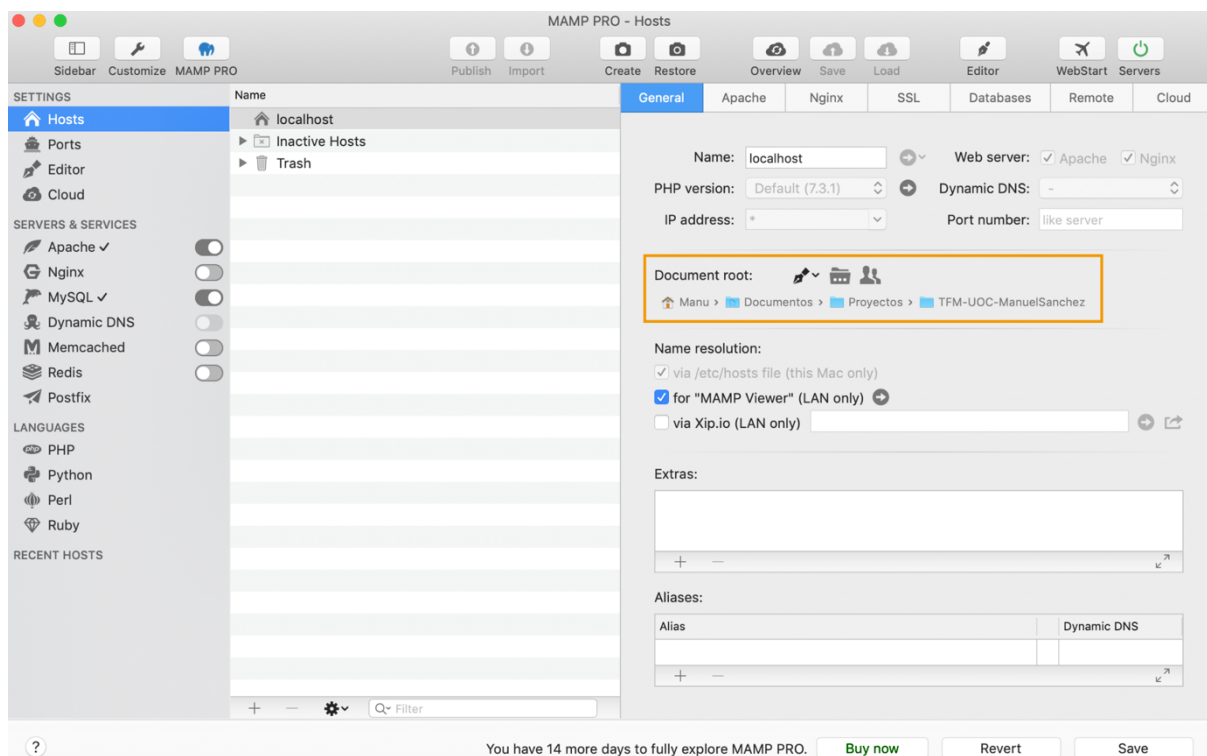 MAMP PRO - Hosts
Sidebar Customize MAMP PRO Publish Import Create Restore Overview Save Load Editor WebStart Servers
SETTINGS
Hosts
Ports
Editor
Cloud
SERVERS & SERVICES
Apache ✓
Nginx
MySQL ✓
Dynamic DNS
Memcached
Redis
Postfix
LANGUAGES
PHP
Python
Perl
Ruby
RECENT HOSTS
Name
localhost
Inactive Hosts
Trash
Filter
General Apache Nginx SSL Databases Remote Cloud
Name: localhost Web server: Apache Nginx
PHP version: Default (7.3.1) Dynamic DNS: -
IP address: * Port number: like server
Document root:
Manu > Documentos > Proyectos > TFM-UOC-ManuelSanchez
Name resolution:
via /etc/hosts file (this Mac only)
for "MAMP Viewer" (LAN only)
via Xip.io (LAN only)
Extras:
Aliases:
Alias Dynamic DNS
? You have 14 more days to fully explore MAMP PRO. Buy now Revert Save